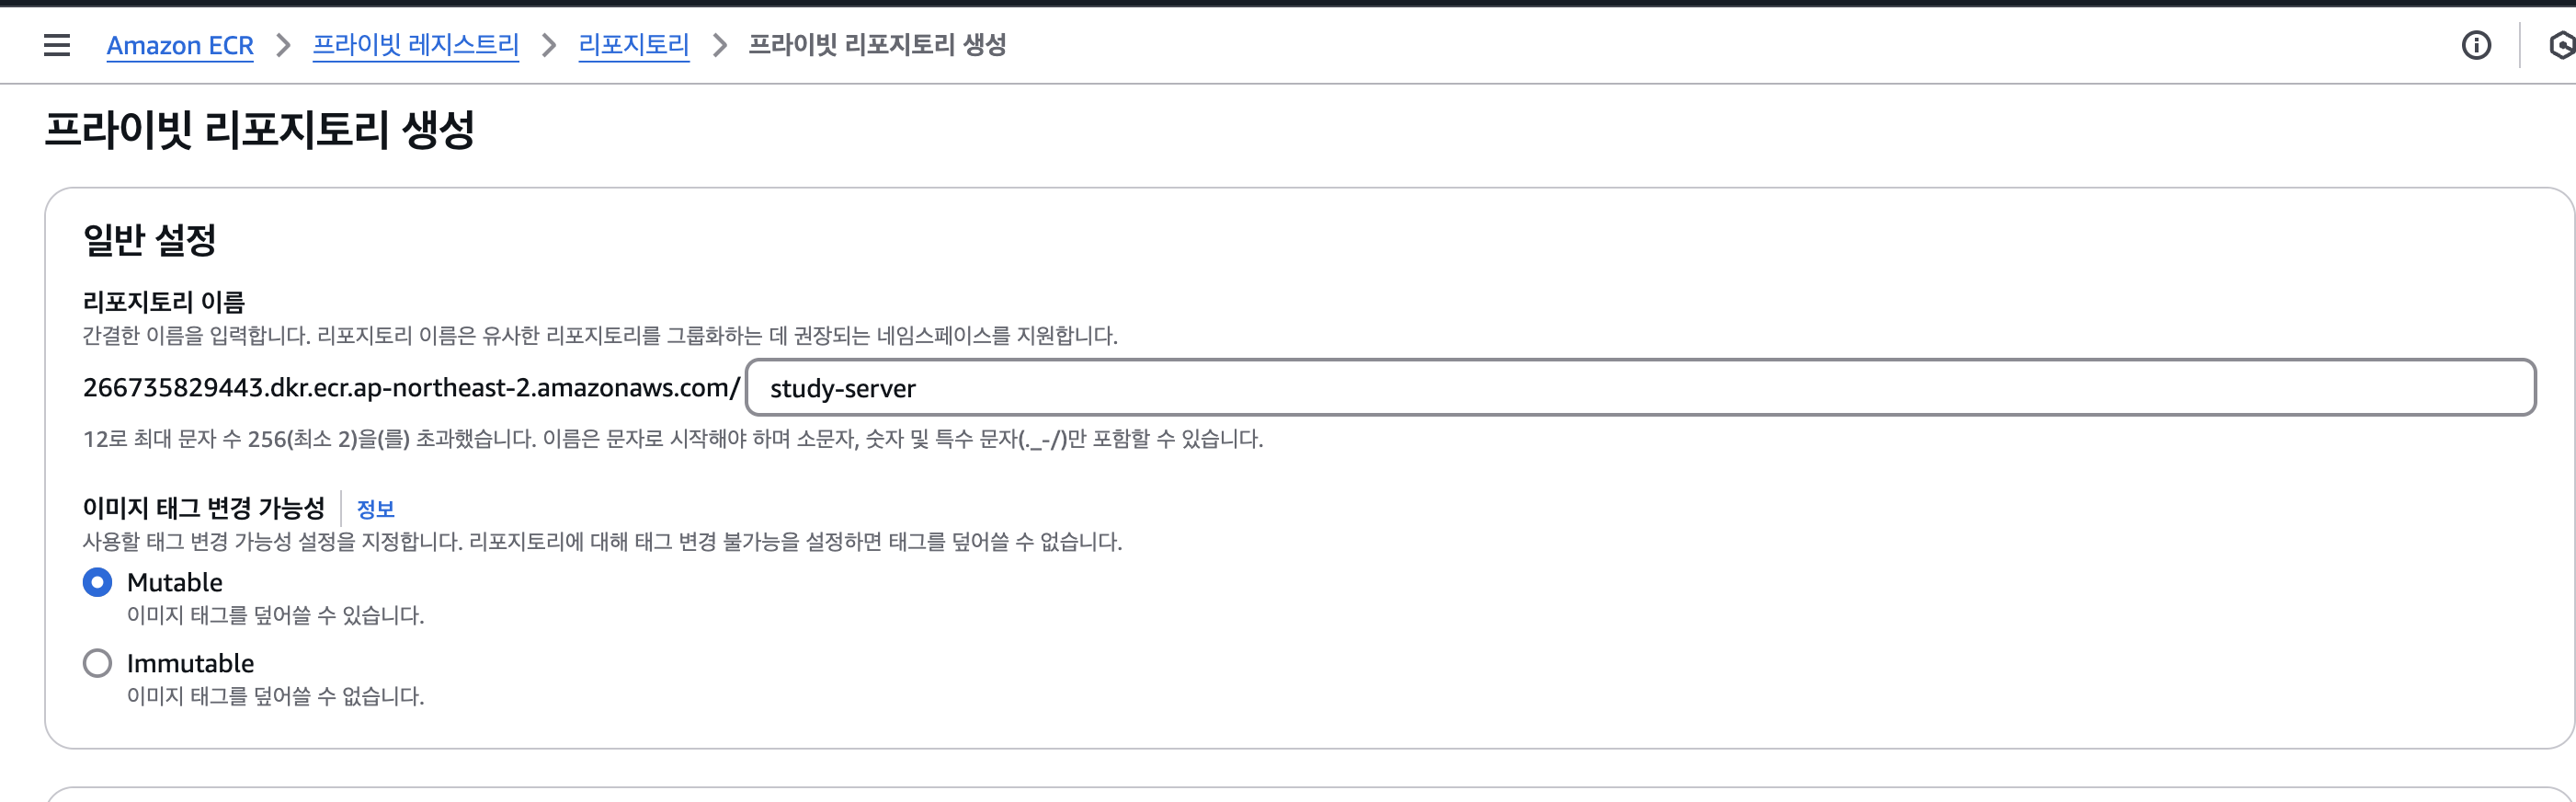 Amazon ECR > 프라이빗 레지스트리 > 리포지토리 > 프라이빗 리포지토리 생성
프라이빗 리포지토리 생성
일반 설정
리포지토리 이름
간결한 이름을 입력합니다. 리포지토리 이름은 유사한 리포지토리를 그룹화하는 데 권장되는 네임스페이스를 지원합니다.
266735829443.dkr.ecr.ap-northeast-2.amazonaws.com/ study-server
12로 최대 문자 수 256(최소 2)을(를) 초과했습니다. 이름은 문자로 시작해야 하며 소문자, 숫자 및 특수 문자(._-/)만 포함할 수 있습니다.
이미지 태그 변경 가능성 정보
사용할 태그 변경 가능성 설정을 지정합니다. 리포지토리에 대해 태그 변경 불가능을 설정하면 태그를 덮어쓸 수 없습니다.
Mutable
이미지 태그를 덮어쓸 수 있습니다.
Immutable
이미지 태그를 덮어쓸 수 없습니다.